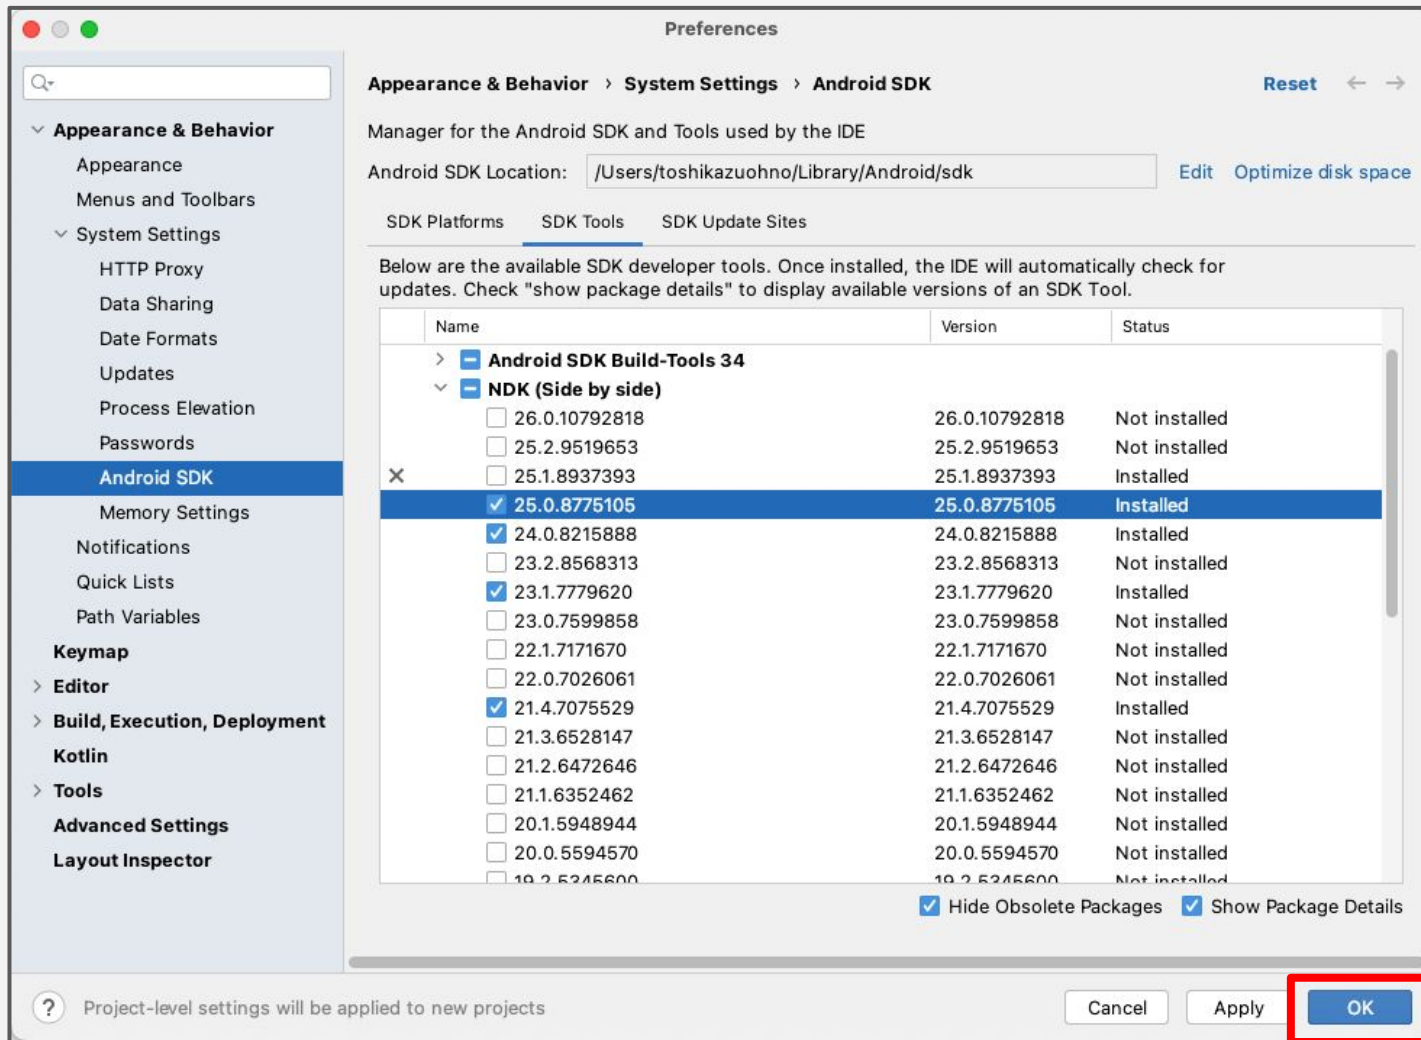 Preferences
Appearance & Behavior
Appearance
Menus and Toolbars
System Settings
HTTP Proxy
Data Sharing
Date Formats
Updates
Process Elevation
Passwords
Android SDK
Memory Settings
Notifications
Quick Lists
Path Variables
Keymap
Editor
Build, Execution, Deployment
Kotlin
Tools
Advanced Settings
Layout Inspector
Appearance & Behavior › System Settings › Android SDK Reset ← →
Manager for the Android SDK and Tools used by the IDE
Android SDK Location: /Users/toshikazuohno/Library/Android/sdk Edit Optimize disk space
SDK Platforms SDK Tools SDK Update Sites
Below are the available SDK developer tools. Once installed, the IDE will automatically check for
updates. Check "show package details" to display available versions of an SDK Tool.
Name Version Status
Android SDK Build-Tools 34
NDK (Side by side)
26.0.10792818 26.0.10792818 Not installed
25.2.9519653 25.2.9519653 Not installed
25.1.8937393 25.1.8937393 Installed
25.0.8775105 25.0.8775105 Installed
24.0.8215888 24.0.8215888 Installed
23.2.8568313 23.2.8568313 Not installed
23.1.7779620 23.1.7779620 Installed
23.0.7599858 23.0.7599858 Not installed
22.1.7171670 22.1.7171670 Not installed
22.0.7026061 22.0.7026061 Not installed
21.4.7075529 21.4.7075529 Installed
21.3.6528147 21.3.6528147 Not installed
21.2.6472646 21.2.6472646 Not installed
21.1.6352462 21.1.6352462 Not installed
20.1.5948944 20.1.5948944 Not installed
20.0.5594570 20.0.5594570 Not installed
19.2.5345600 19.2.5345600 Not installed
Hide Obsolete Packages Show Package Details
? Project-level settings will be applied to new projects
Cancel Apply OK